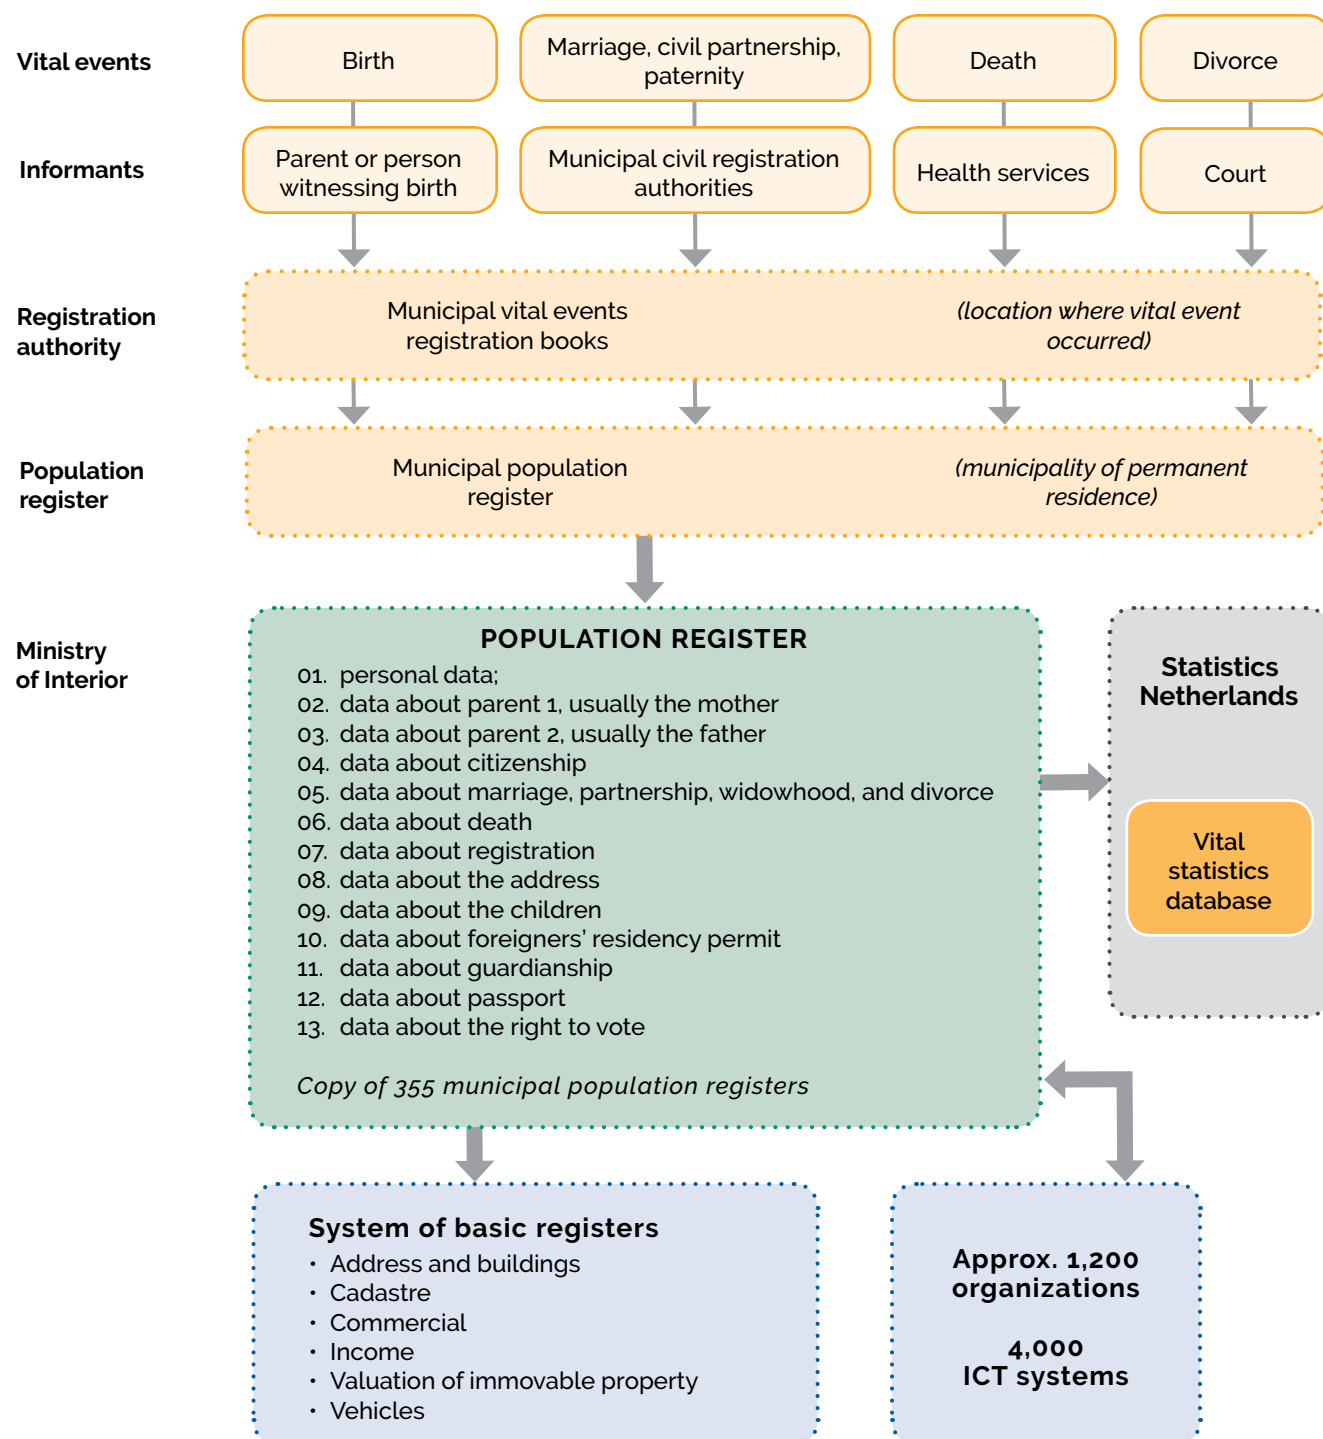 Vital events
Birth
Marriage, civil partnership,
paternity
Death
Divorce
Informants
Parent or person
witnessing birth
Municipal civil registration
authorities
Health services
Court
Registration
authority
Municipal vital events
registration books
(location where vital event
occurred)
Population
register
Municipal population
register
(municipality of permanent
residence)
Ministry
of Interior
POPULATION REGISTER
01. personal data;
02. data about parent 1, usually the mother
03. data about parent 2, usually the father
04. data about citizenship
05. data about marriage, partnership, widowhood, and divorce
06. data about death
07. data about registration
08. data about the address
09. data about the children
10. data about foreigners’ residency permit
11. data about guardianship
12. data about passport
13. data about the right to vote
Copy of 355 municipal population registers
Statistics
Netherlands
Vital
statistics
database
System of basic registers
• Address and buildings
• Cadastre
• Commercial
• Income
• Valuation of immovable property
• Vehicles
Approx. 1,200
organizations
4,000
ICT systems